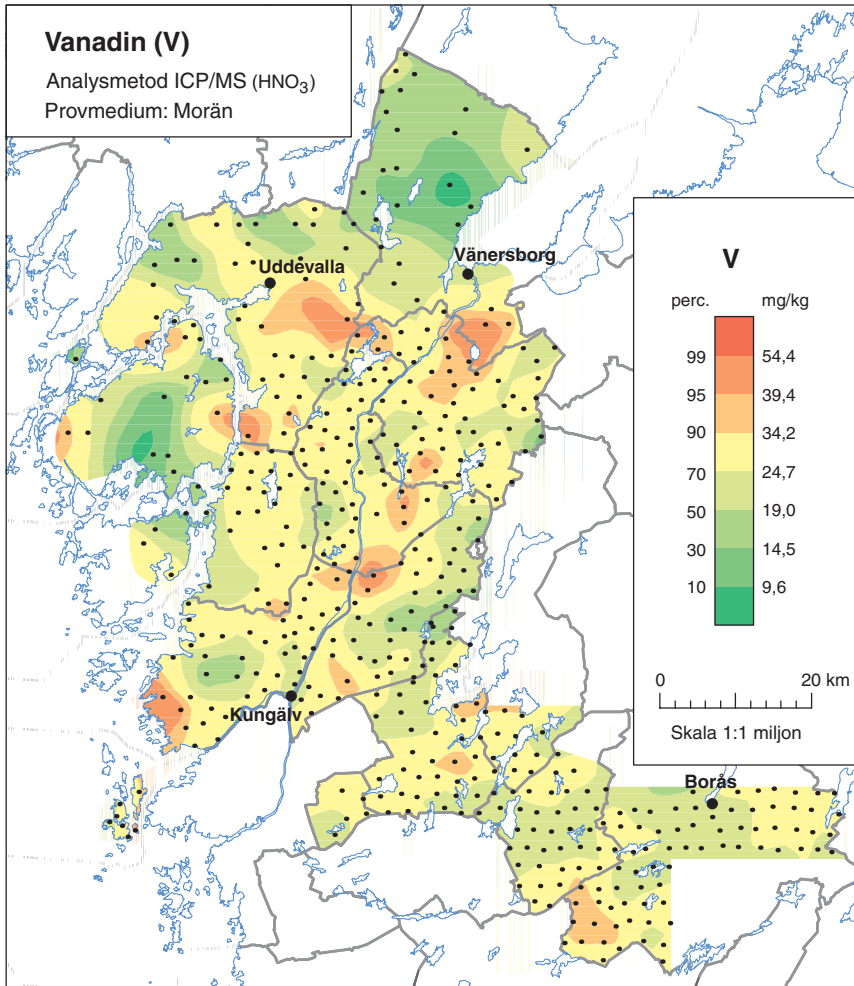 Vanadin (V)
Analysmetod ICP/MS (HNO₃)
Provmedium: Morän
Uddevalla
Vänersborg
Kungälv
Borås
V
perc. mg/kg
99 54,4
95 39,4
90 34,2
70 24,7
50 19,0
30 14,5
10 9,6
0 20 km
Skala 1:1 miljon